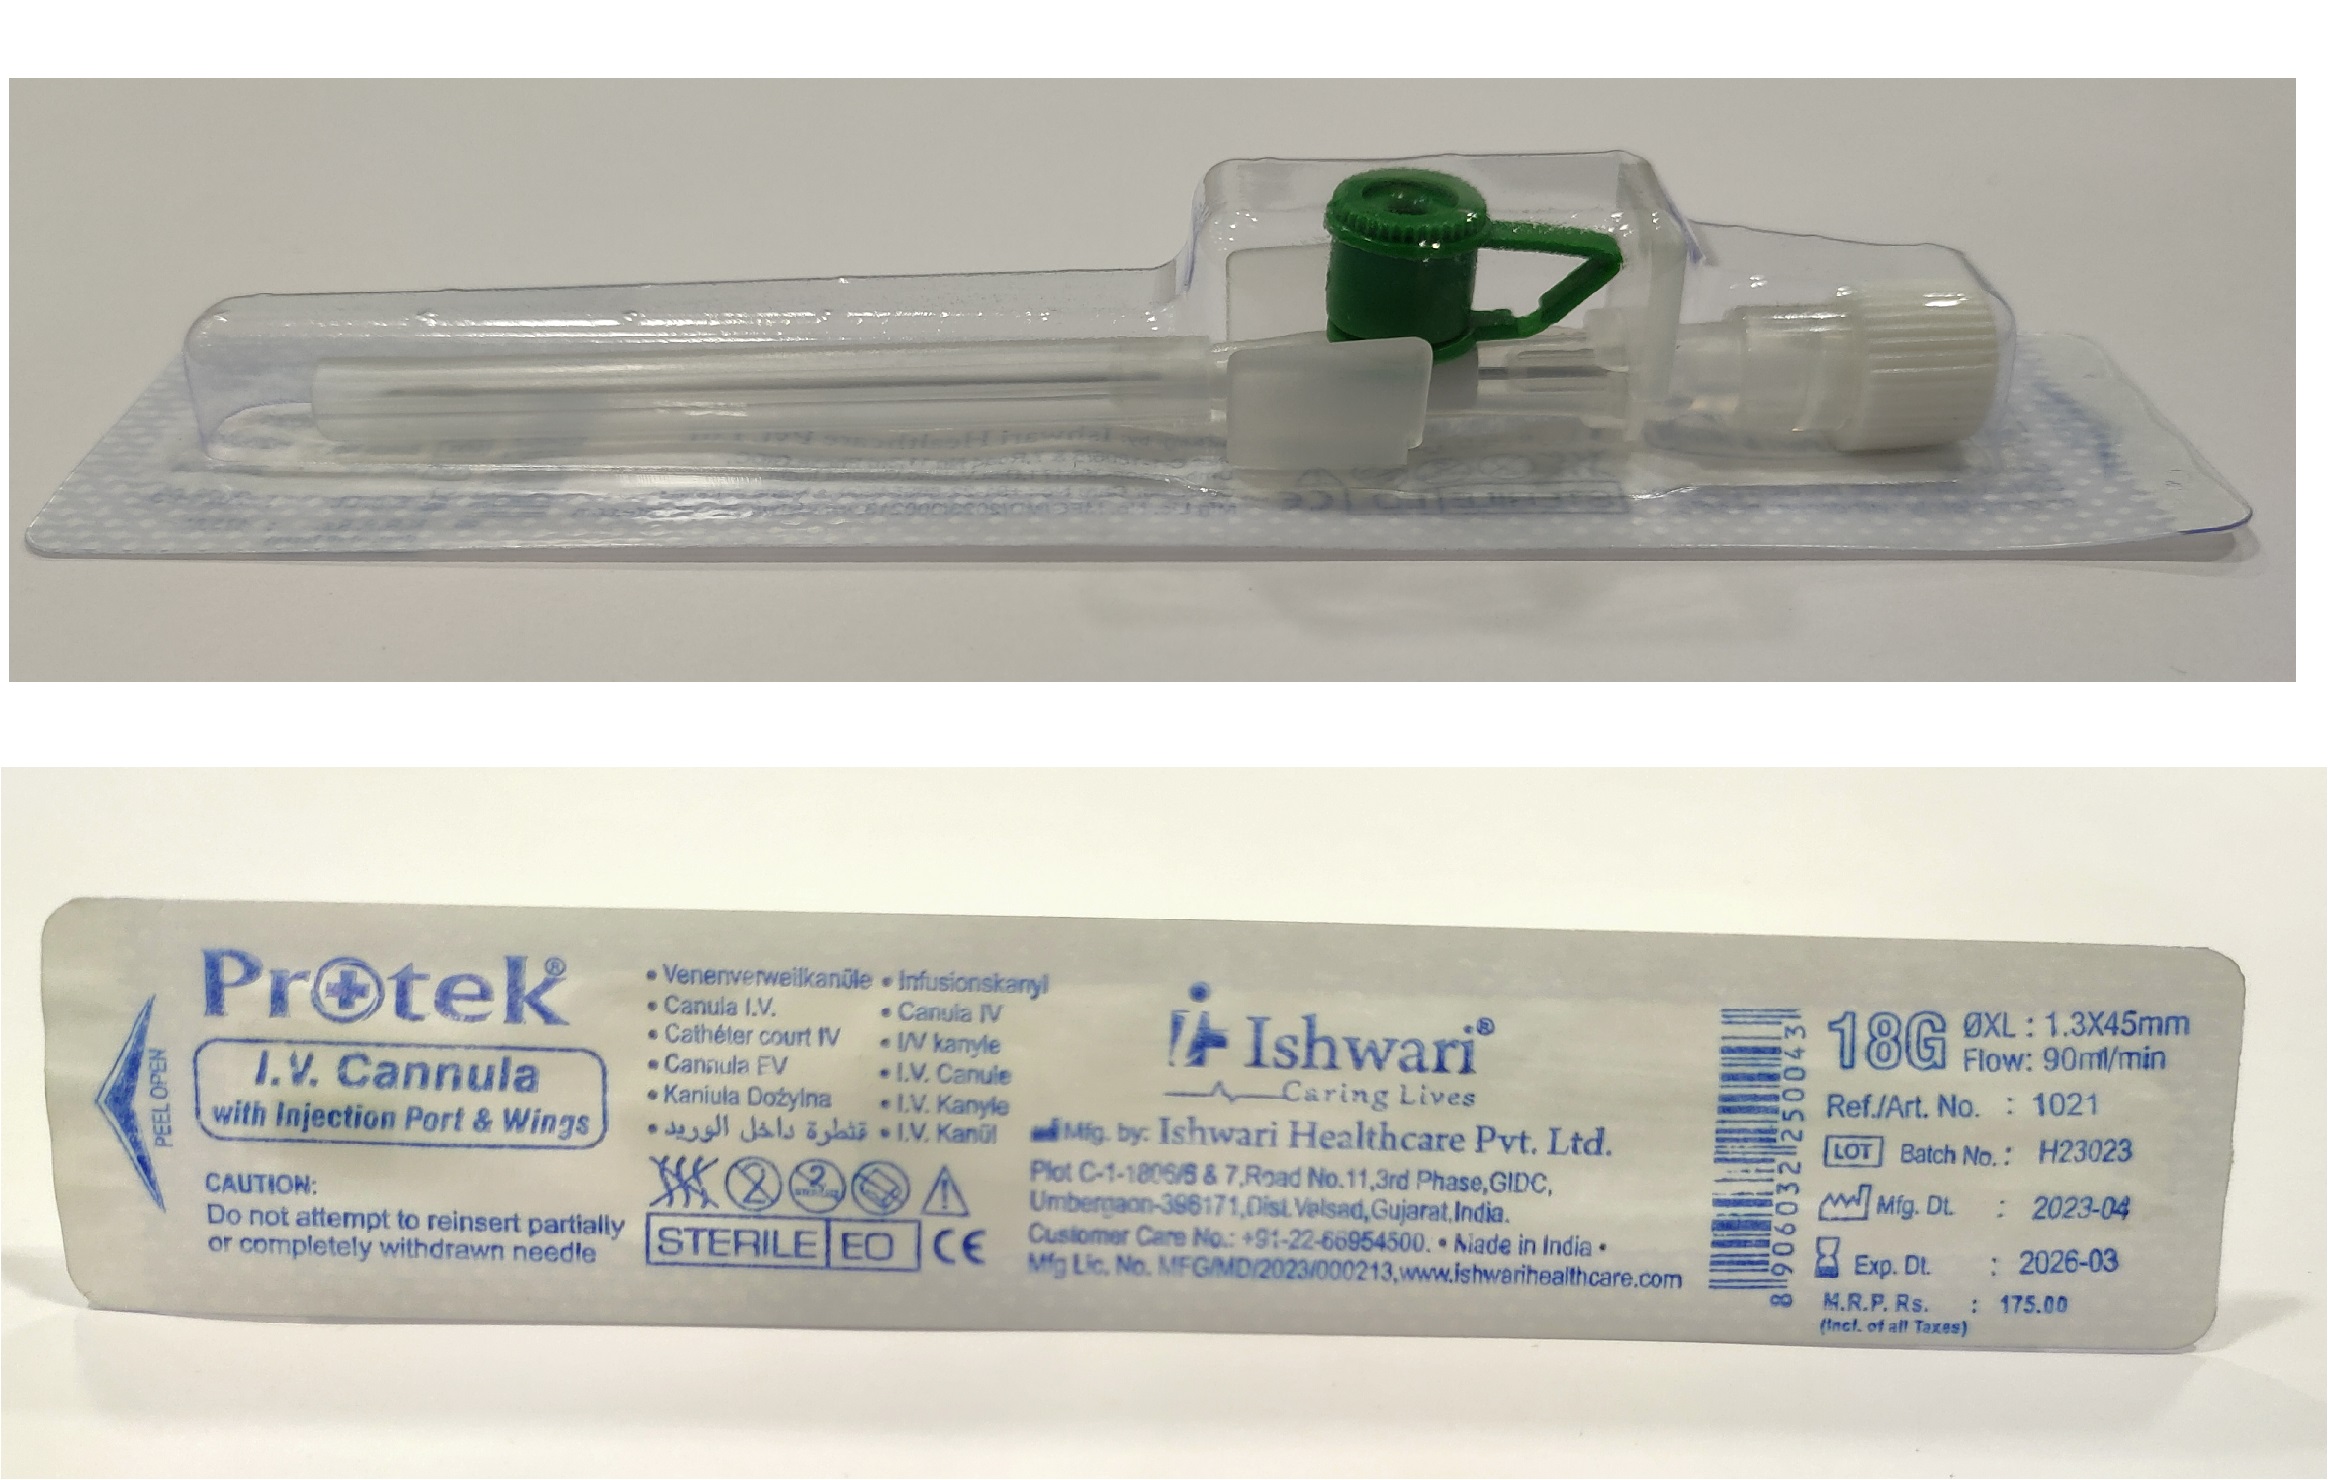 Protek®
I.V. Cannula
with Injection Port & Wings
PEEL OPEN
CAUTION:
Do not attempt to reinsert partially
or completely withdrawn needle
• Venenverweilkanüle • Infusionskanyl
• Canula I.V. • Canula IV
• Cathéter court IV • I/V kanyle
• Cannula EV • I.V. Canule
• Kaniula Dożylna • I.V. Kanyle
• قثطرة داخل الوريد • I.V. Kanül
2
STERILE EO CE
Ishwari®
Caring Lives
Mfg. by: Ishwari Healthcare Pvt. Ltd.
Plot C-1-1806/6 & 7,Road No.11,3rd Phase,GIDC,
Umbergaon-396171,Dist.Valsad,Gujarat,India.
Customer Care No.: +91-22-66954500. • Made in India •
Mfg Lic. No. MFG/MD/2023/000213,www.ishwarihealthcare.com
8906032250043
18G ØXL : 1.3X45mm
Flow: 90ml/min
Ref./Art. No. : 1021
LOT Batch No. : H23023
Mfg. Dt. : 2023-04
Exp. Dt. : 2026-03
M.R.P. Rs. : 175.00
(Incl. of all Taxes)